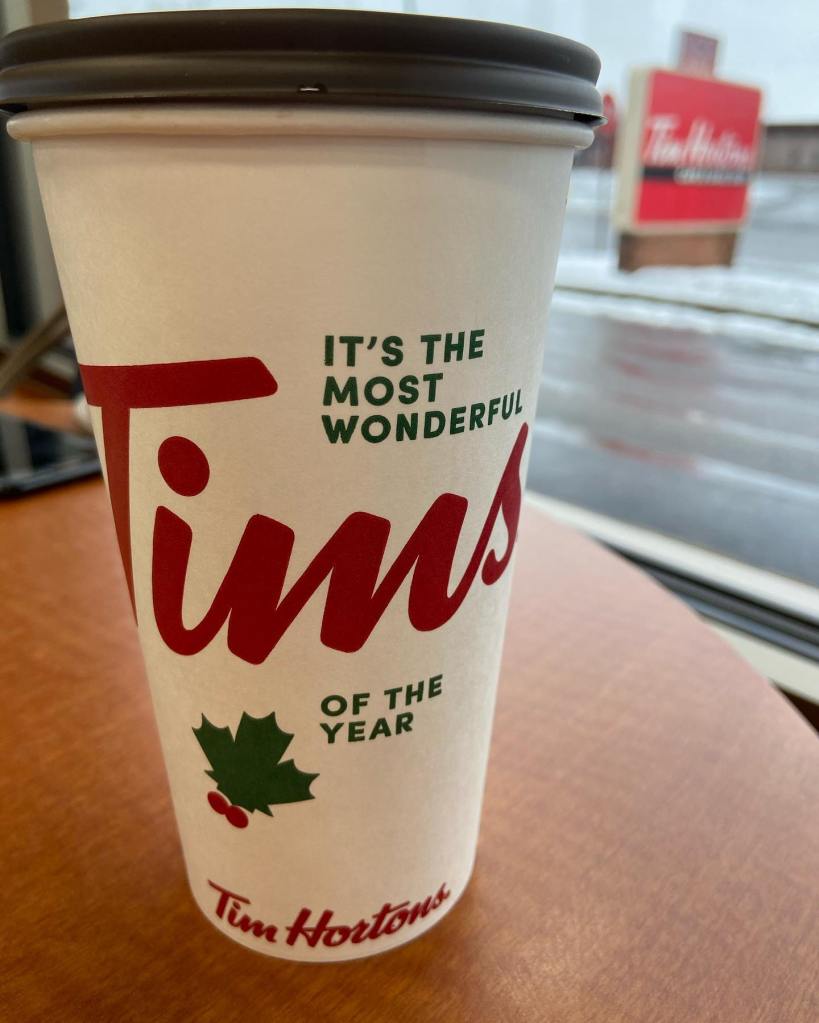 IT'S THE
MOST
WONDERFUL
Tims
OF THE
YEAR
Tim Hortons
Tim Hortons